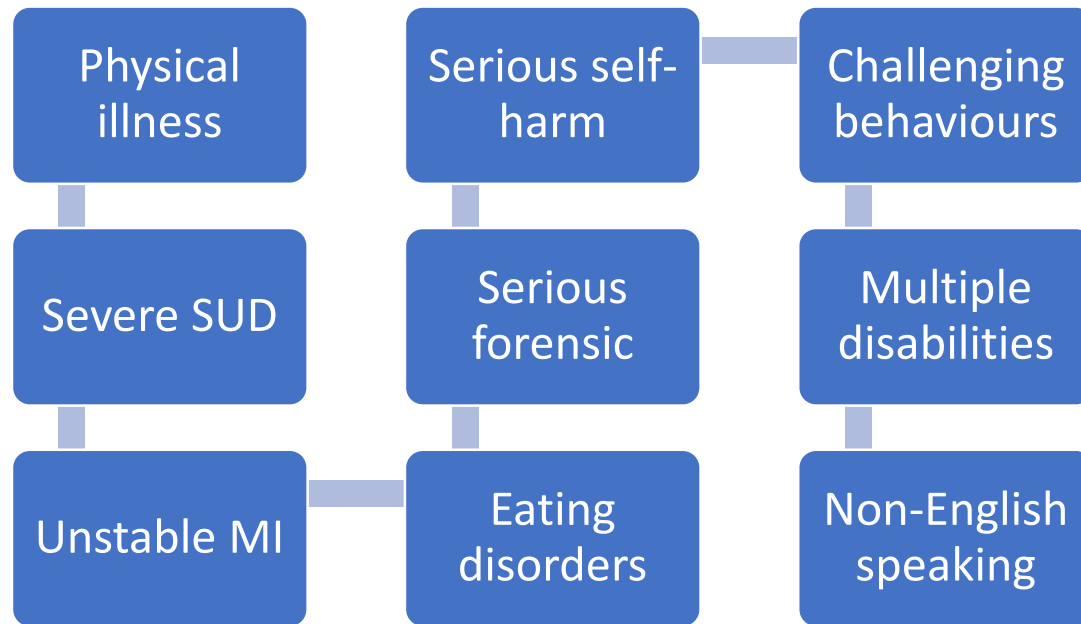 Physical
illness
Severe SUD
Unstable MI
Eating
disorders
Serious
forensic
Serious self-
harm
Challenging
behaviours
Multiple
disabilities
Non-English
speaking